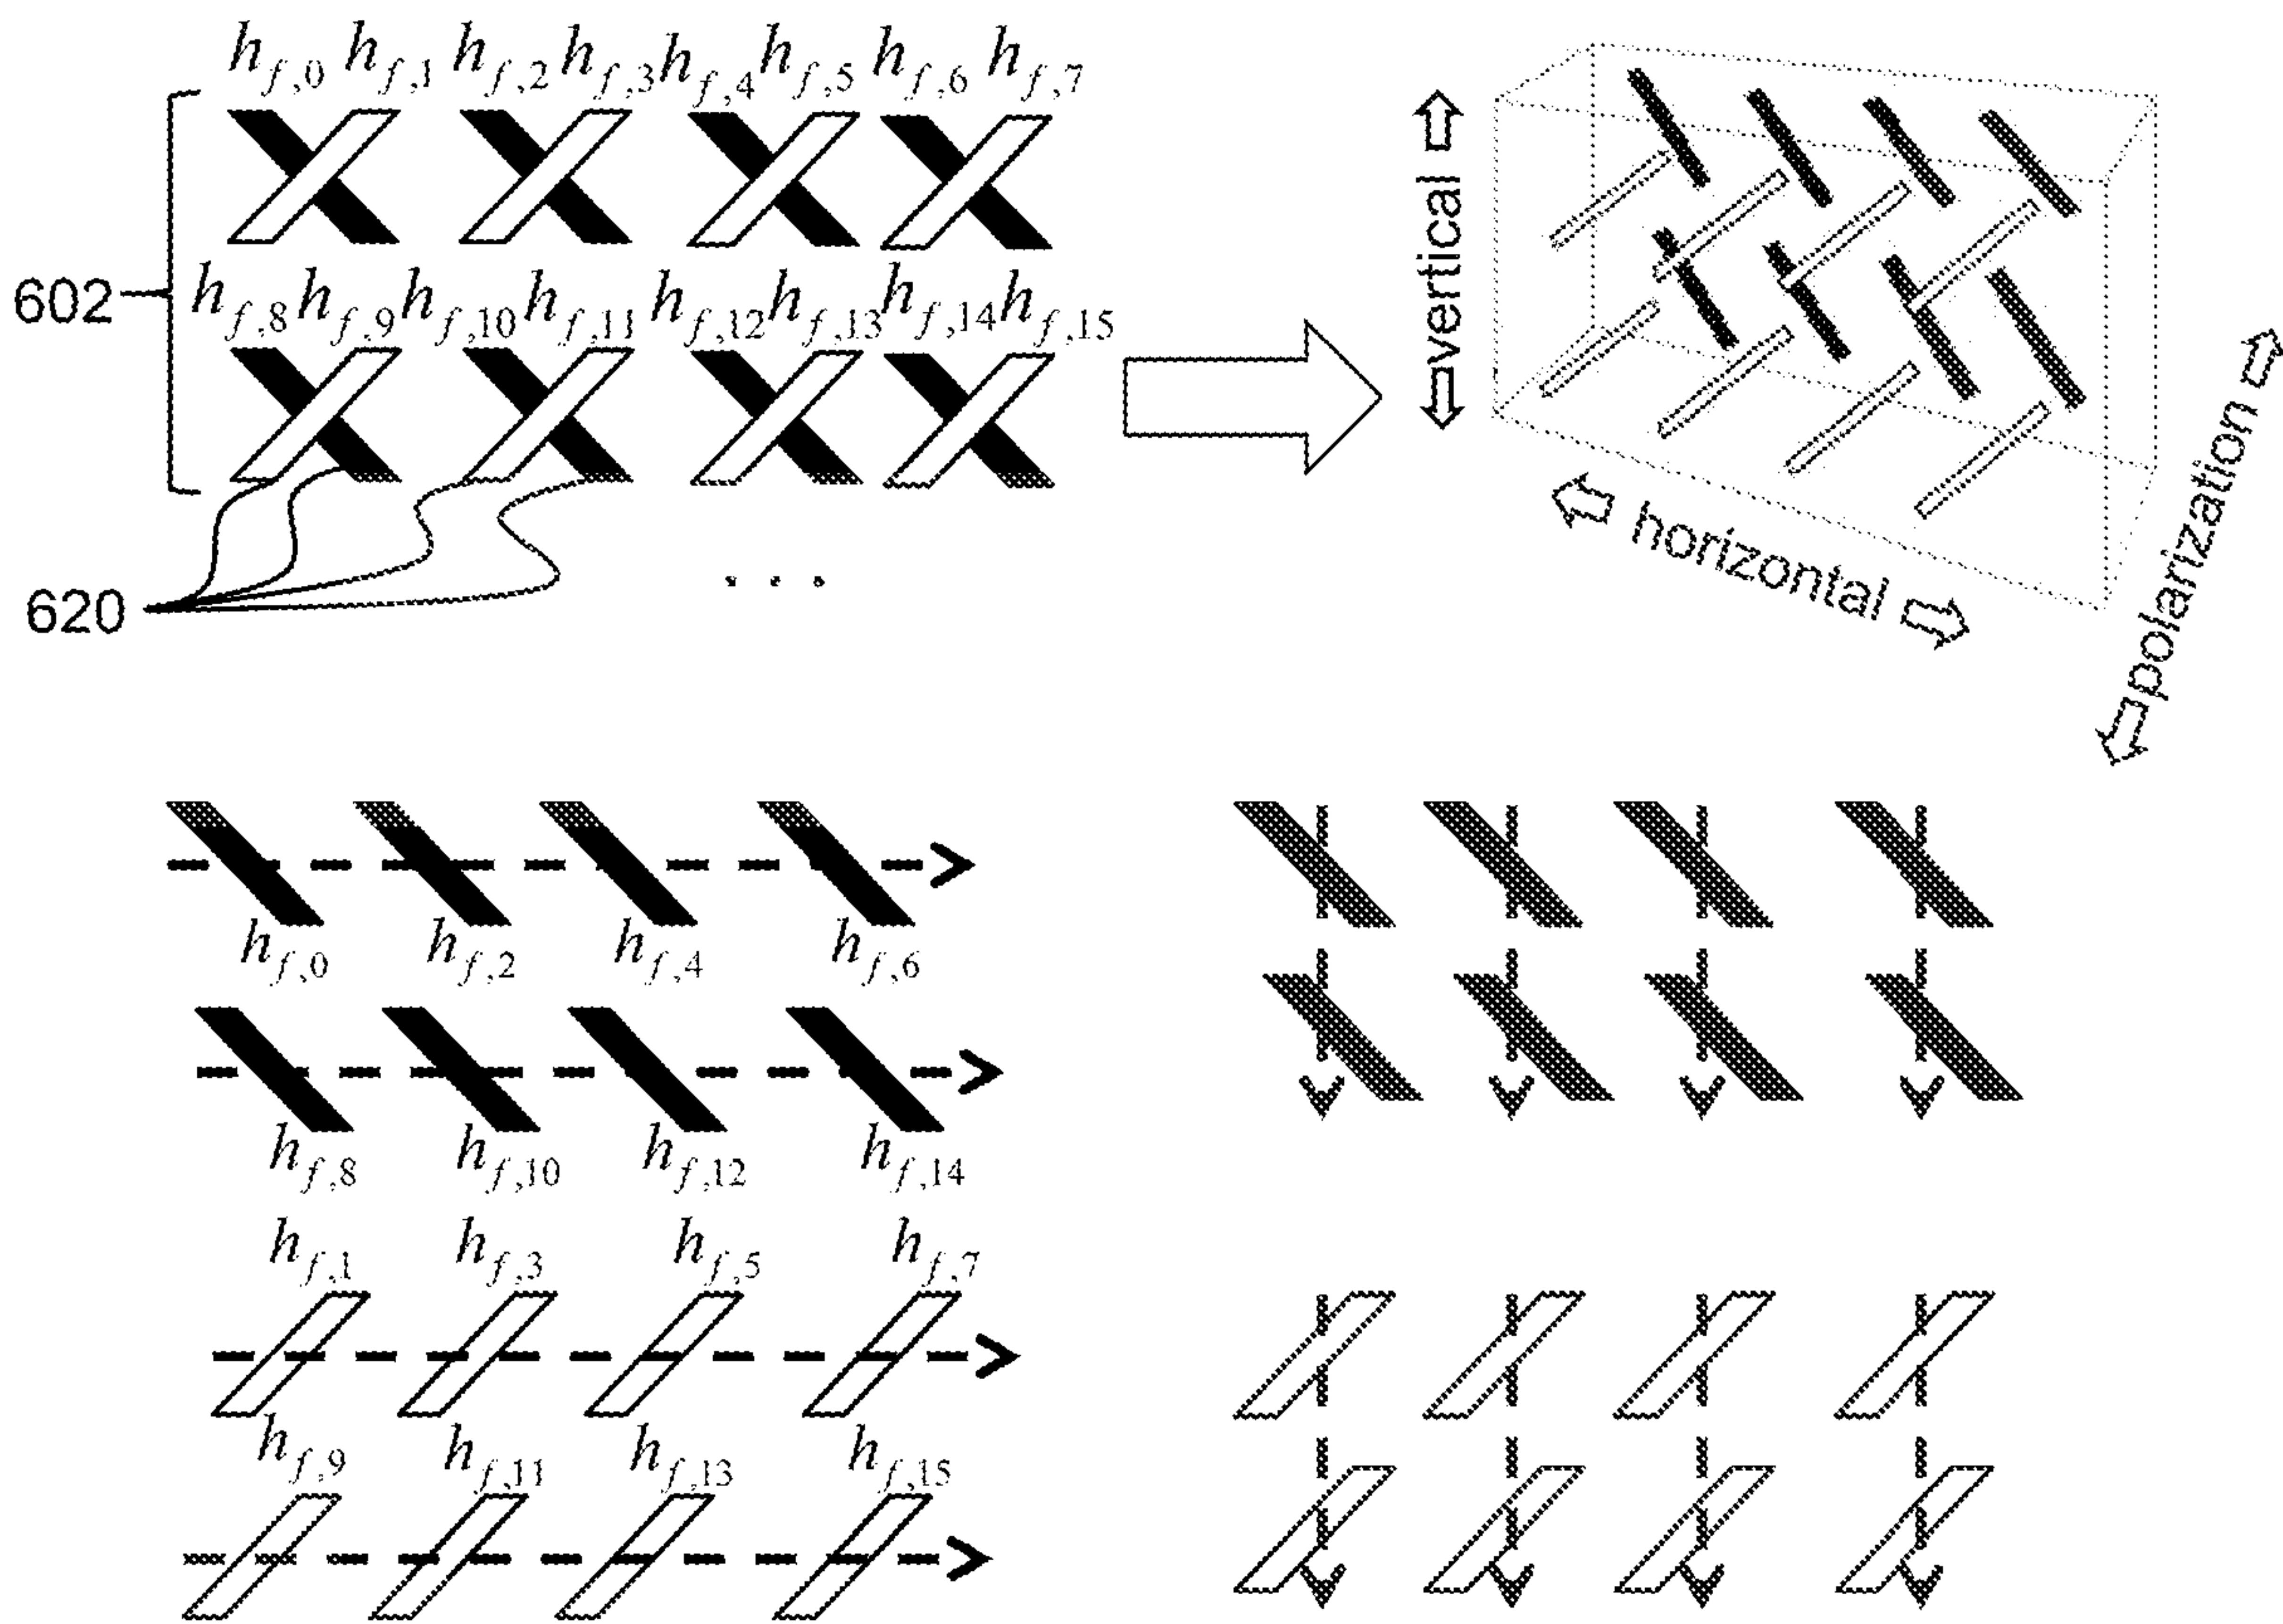 h_{f,0} h_{f,1} h_{f,2} h_{f,3} h_{f,4} h_{f,5} h_{f,6} h_{f,7}
602
h_{f,8} h_{f,9} h_{f,10} h_{f,11} h_{f,12} h_{f,13} h_{f,14} h_{f,15}
620
. . .
vertical
horizontal
polarization
h_{f,0} h_{f,2} h_{f,4} h_{f,6}
h_{f,8} h_{f,10} h_{f,12} h_{f,14}
h_{f,1} h_{f,3} h_{f,5} h_{f,7}
h_{f,9} h_{f,11} h_{f,13} h_{f,15}